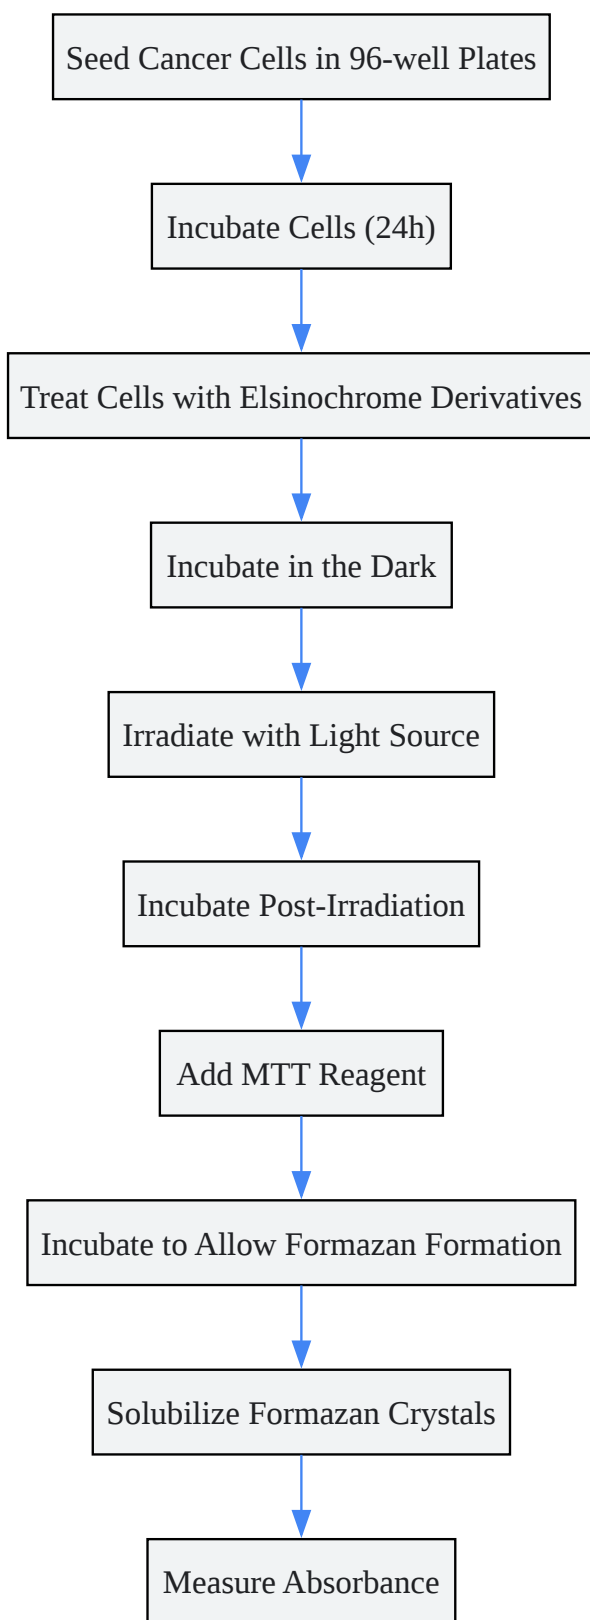 Seed Cancer Cells in 96-well Plates
Incubate Cells (24h)
Treat Cells with Elsinochrome Derivatives
Incubate in the Dark
Irradiate with Light Source
Incubate Post-Irradiation
Add MTT Reagent
Incubate to Allow Formazan Formation
Solubilize Formazan Crystals
Measure Absorbance